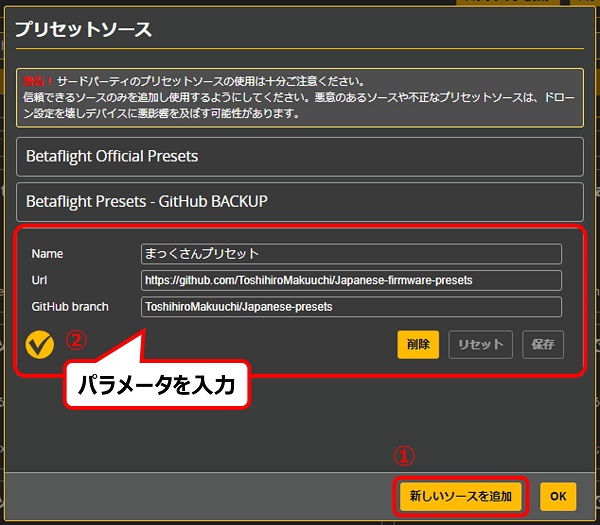 プリセットソース
警告！サードパーティのプリセットソースの使用は十分ご注意ください。
信頼できるソースのみを追加し使用するようにしてください。悪意のあるソースや不正なプリセットソースは、ドロー
ン設定を壊しデバイスに悪影響を及ぼす可能性があります。
Betaflight Official Presets
Betaflight Presets - GitHub BACKUP
Name まっくさんプリセット
Url https://github.com/ToshihiroMakuuchi/Japanese-firmware-presets
GitHub branch ToshihiroMakuuchi/Japanese-presets
② 削除 リセット 保存
パラメータを入力
①
新しいソースを追加 OK